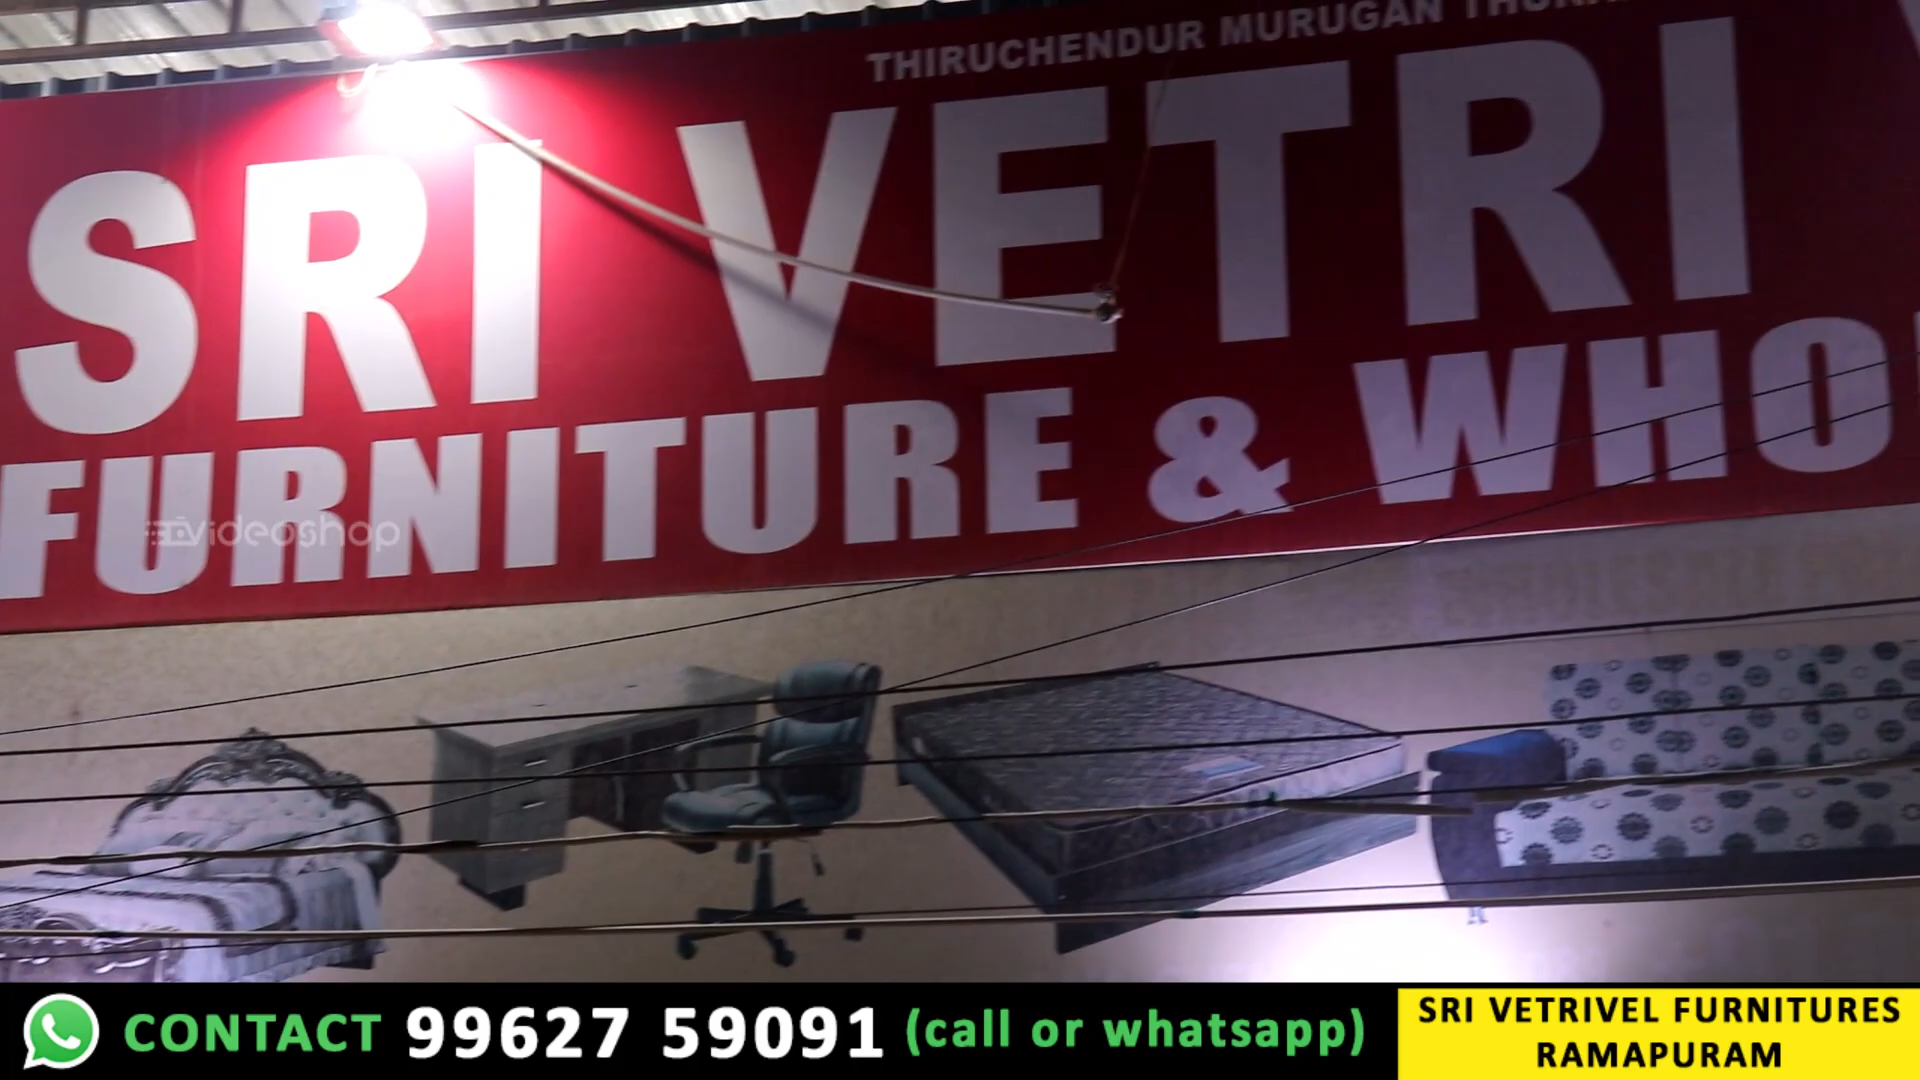 THIRUCHENDUR MURUGAN
SRI VETRI
FURNITURE & WHO
videoshop
CONTACT 99627 59091 (call or whatsapp)
SRI VETRIVEL FURNITURES
RAMAPURAM